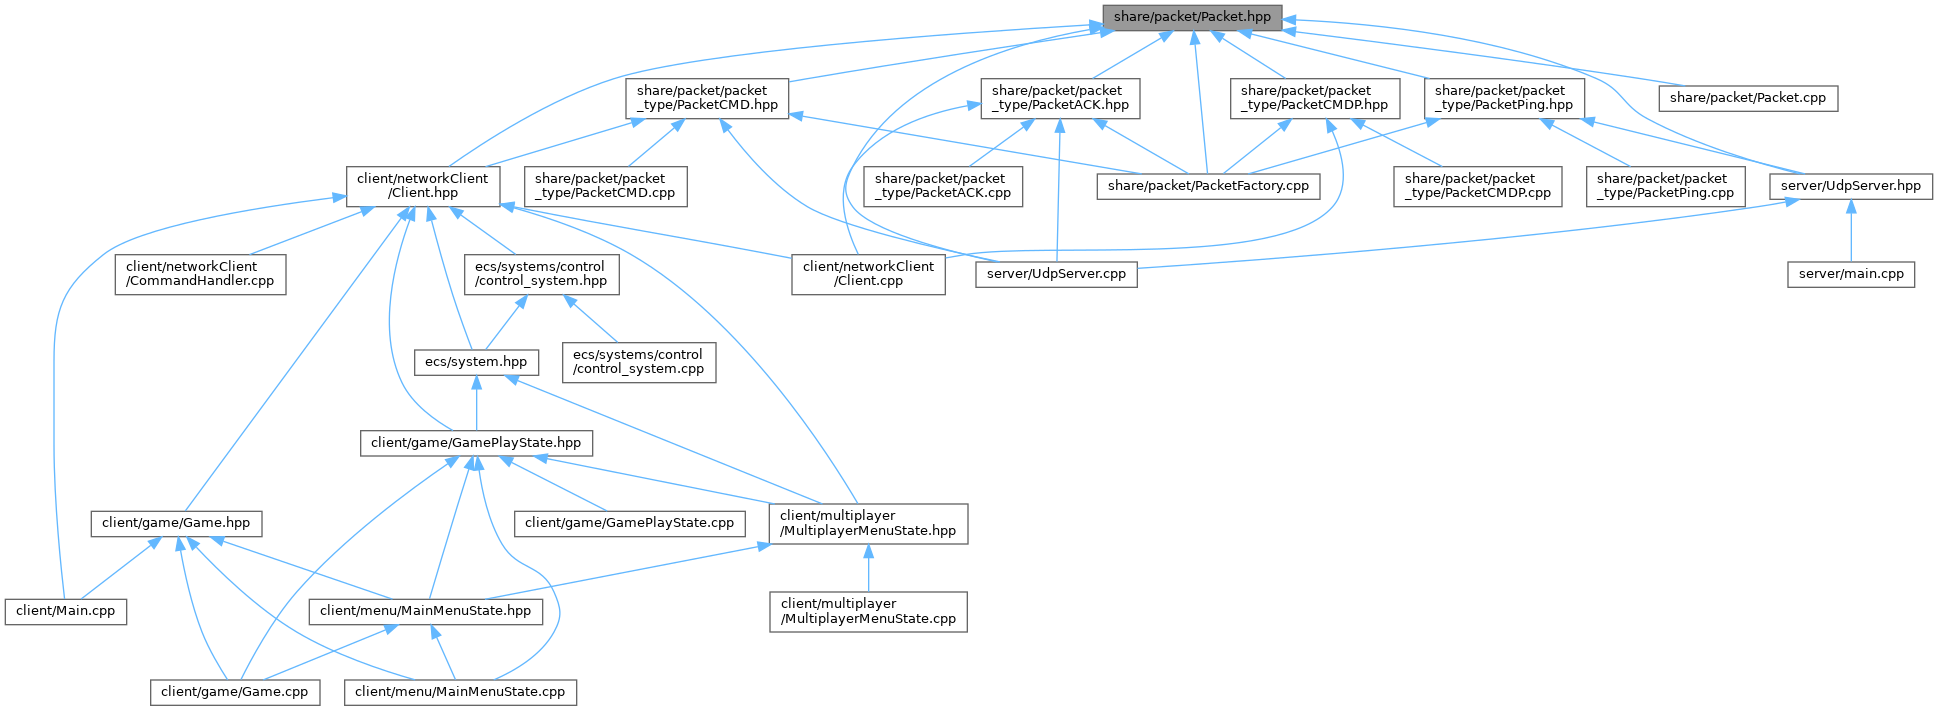 share/packet/Packet.hpp
share/packet/packet
_type/PacketCMD.hpp
share/packet/packet
_type/PacketACK.hpp
share/packet/packet
_type/PacketCMDP.hpp
share/packet/packet
_type/PacketPing.hpp
share/packet/Packet.cpp
client/networkClient
/Client.hpp
share/packet/packet
_type/PacketCMD.cpp
share/packet/packet
_type/PacketACK.cpp
share/packet/PacketFactory.cpp
share/packet/packet
_type/PacketCMDP.cpp
share/packet/packet
_type/PacketPing.cpp
server/UdpServer.hpp
client/networkClient
/CommandHandler.cpp
ecs/systems/control
/control_system.hpp
client/networkClient
/Client.cpp
server/UdpServer.cpp
server/main.cpp
ecs/system.hpp
ecs/systems/control
/control_system.cpp
client/game/GamePlayState.hpp
client/game/Game.hpp
client/game/GamePlayState.cpp
client/multiplayer
/MultiplayerMenuState.hpp
client/Main.cpp
client/menu/MainMenuState.hpp
client/multiplayer
/MultiplayerMenuState.cpp
client/game/Game.cpp
client/menu/MainMenuState.cpp